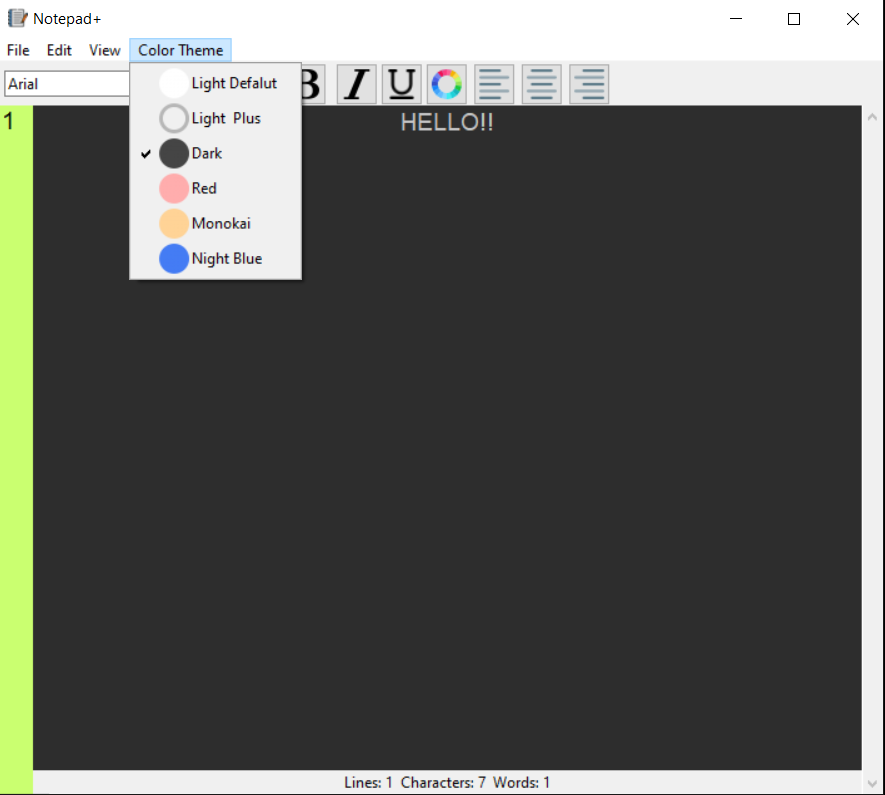 Notepad+
File Edit View Color Theme
Arial B I U
Light Defalut
Light Plus
Dark
Red
Monokai
Night Blue
1 HELLO!!
Lines: 1 Characters: 7 Words: 1